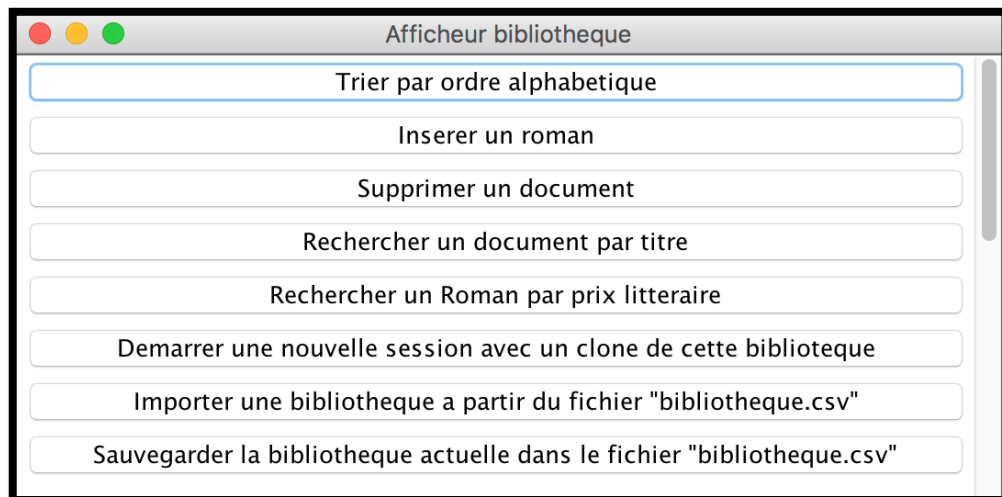 Afficheur bibliotheque
Trier par ordre alphabetique
Inserer un roman
Supprimer un document
Rechercher un document par titre
Rechercher un Roman par prix litteraire
Demarrer une nouvelle session avec un clone de cette biblioteque
Importer une bibliotheque a partir du fichier "bibliotheque.csv"
Sauvegarder la bibliotheque actuelle dans le fichier "bibliotheque.csv"